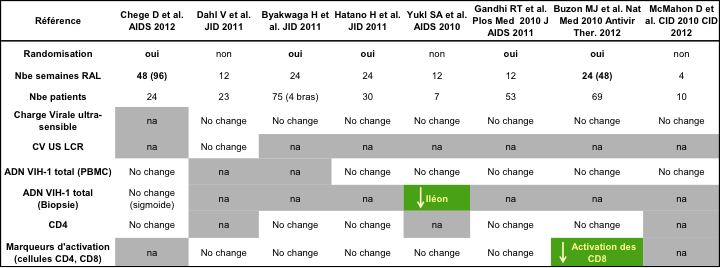 Référence Chege D et al. AIDS 2012 Dahl V et al. JID 2011 Byakwaga H et al. JID 2011 Hatano H et al. JID 2011 Yukl SA et al. AIDS 2010 Gandhi RT et al. Plos Med 2010 J AIDS 2011 Buzon MJ et al. Nat Med 2010 Antivir Ther. 2012 McMahon D et al. CID 2010 CID 2012
Randomisation oui non oui oui non oui oui non
Nbe semaines RAL 48 (96) 12 24 24 12 12 24 (48) 4
Nbe patients 24 23 75 (4 bras) 30 7 53 69 10
Charge Virale ultra-sensible na No change No change No change No change No change No change No change
CV US LCR na No change na na na na na na
ADN VIH-1 total (PBMC) No change na na No change No change No change No change No change
ADN VIH-1 total (Biopsie) No change (sigmoide) na na na ↓ Iléon na na na
CD4 No change na No change No change na No change No change na
Marqueurs d'activation (cellules CD4, CD8) na No change No change No change No change No change ↓ Activation des CD8 na